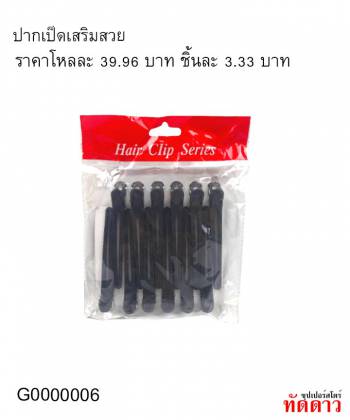 ปากเป็ดเสริมสวย
ราคาโหลละ 39.96 บาท ชิ้นละ 3.33 บาท
Hair Clip Series
G0000006
ซุปเปอร์สโตร์
ทัดดาว